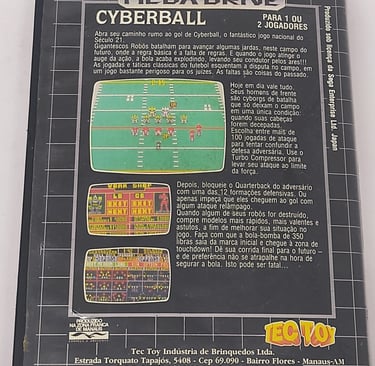 MEGA DRIVE
CYBERBALL
PARA 1 OU
2 JOGADORES
Abra seu caminho rumo ao gol de Cyberball, o fantástico jogo nacional do
Século 21.
Gigantescos Robôs batalham para avançar algumas jardas, neste campo do
futuro, onde a regra básica é a falta de regras. E quando o jogo atinge o
auge da ação, a bola acaba explodindo, levando seu condutor pelos ares!!!
As jogadas e táticas clássicas do futebol esquentam a disputa no campo, em
um jogo bastante perigoso para os juízes. As faltas são coisas do passado.
Hoje em dia vale tudo.
Seus homens de frente
são cyborgs de batalha
que só deixam o campo
em uma única condição:
quando suas cabeças
forem decepadas.
Escolha entre mais de
100 jogadas de ataque
para tentar confundir a
defesa adversária. Use o
Turbo Compressor para
levar seu ataque ao limite
da força.
Depois, bloqueie o Quarterback do adversário
com uma das 12 formações defensivas. Ou
apenas impeça que eles cheguem ao gol com
algum ataque relâmpago.
Quando algum de seus robôs for destruído,
compre modelos mais rápidos, mais valentes e
astutos, a fim de melhorar sua situação no
jogo. Faça com que a bola-bomba de 350
libras saia da marca inicial e chegue à zona de
touchdown! Dê sua corrida final para o futuro -
e de preferência não se atrapalhe na hora de
segurar a bola. Isto pode ser fatal...
Produzido sob licença da Sega Enterprises Ltd. Japan
PRODUZIDO
NA ZONA FRANCA
DE MANAUS
TEC TOY
Tec Toy Indústria de Brinquedos Ltda.
Estrada Torquato Tapajós, 5408 - Cep 69.090 - Bairro Flores - Manaus-AM